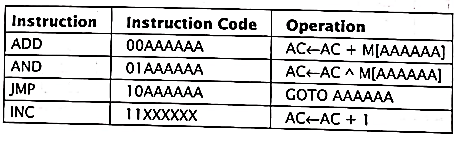 Instruction Instruction Code Operation
ADD 00AAAAAA AC←AC + M[AAAAAA]
AND 01AAAAAA AC←AC ^ M[AAAAAA]
JMP 10AAAAAA GOTO AAAAAA
INC 11XXXXXX AC←AC + 1